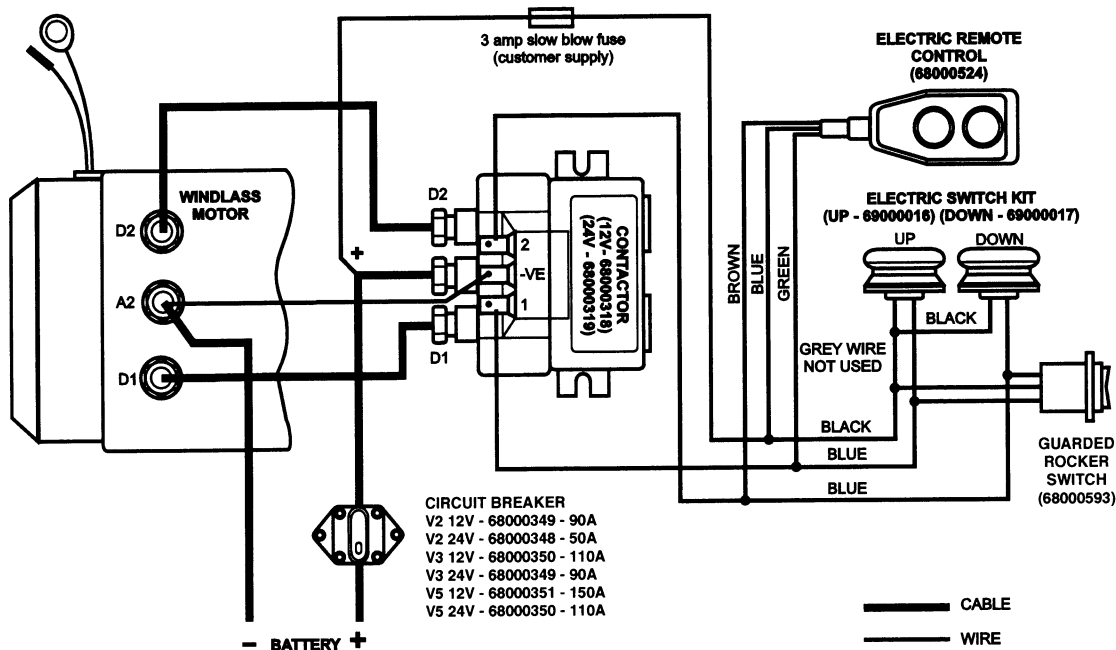 3 amp slow blow fuse
(customer supply)
ELECTRIC REMOTE
CONTROL
(68000524)
WINDLASS
MOTOR
D2
A2
D1
+
D2
D1
2
-VE
1
CONTACTOR
(12V- 68000318)
(24V - 68000319)
BROWN
BLUE
GREEN
ELECTRIC SWITCH KIT
(UP - 69000016) (DOWN - 69000017)
UP
DOWN
BLACK
GREY WIRE
NOT USED
BLACK
BLUE
BLUE
GUARDED
ROCKER
SWITCH
(68000593)
CIRCUIT BREAKER
V2 12V - 68000349 - 90A
V2 24V - 68000348 - 50A
V3 12V - 68000350 - 110A
V3 24V - 68000349 - 90A
V5 12V - 68000351 - 150A
V5 24V - 68000350 - 110A
- BATTERY +
CABLE
WIRE